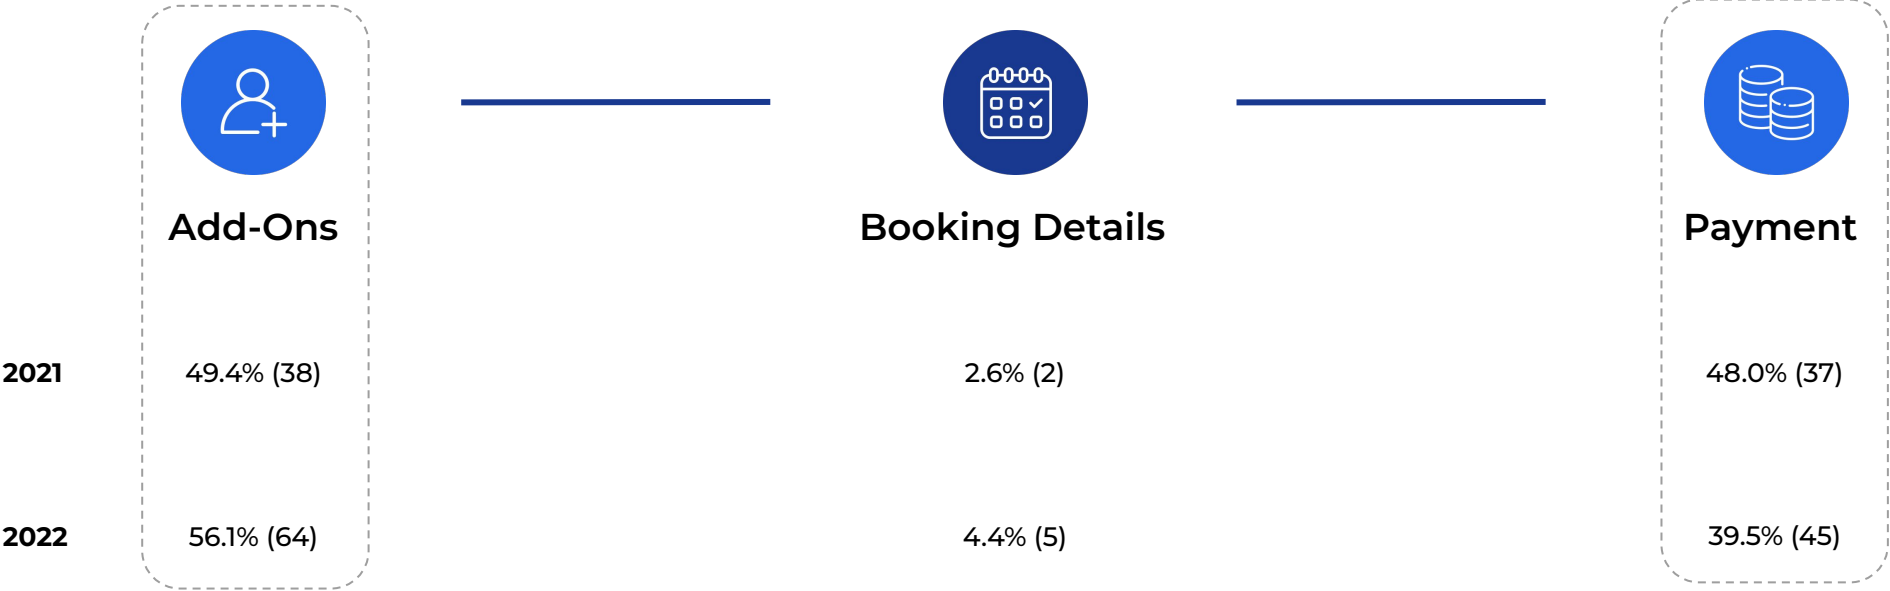 Add-Ons
Booking Details
Payment
2021
49.4% (38)
2.6% (2)
48.0% (37)
2022
56.1% (64)
4.4% (5)
39.5% (45)